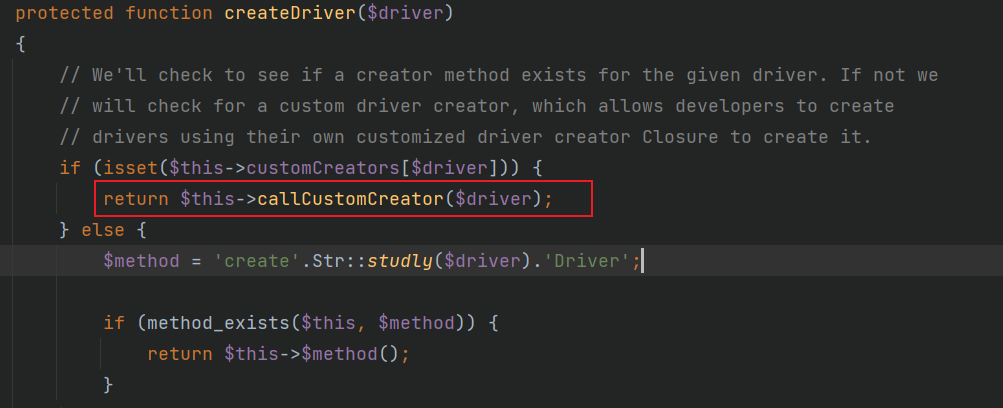 protected function createDriver($driver)
{
    // We'll check to see if a creator method exists for the given driver. If not we
    // will check for a custom driver creator, which allows developers to create
    // drivers using their own customized driver creator Closure to create it.
    if (isset($this->customCreators[$driver])) {
        return $this->callCustomCreator($driver);
    } else {
        $method = 'create'.Str::studly($driver).'Driver';

        if (method_exists($this, $method)) {
            return $this->$method();
        }